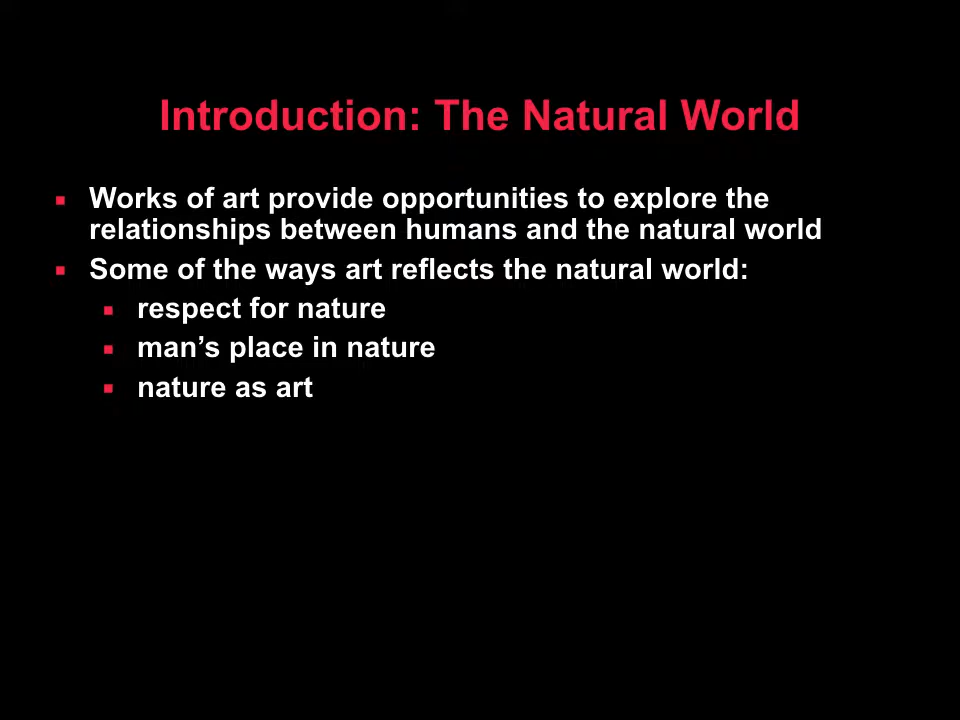 Introduction: The Natural World
Works of art provide opportunities to explore the
relationships between humans and the natural world
Some of the ways art reflects the natural world:
respect for nature
man’s place in nature
nature as art